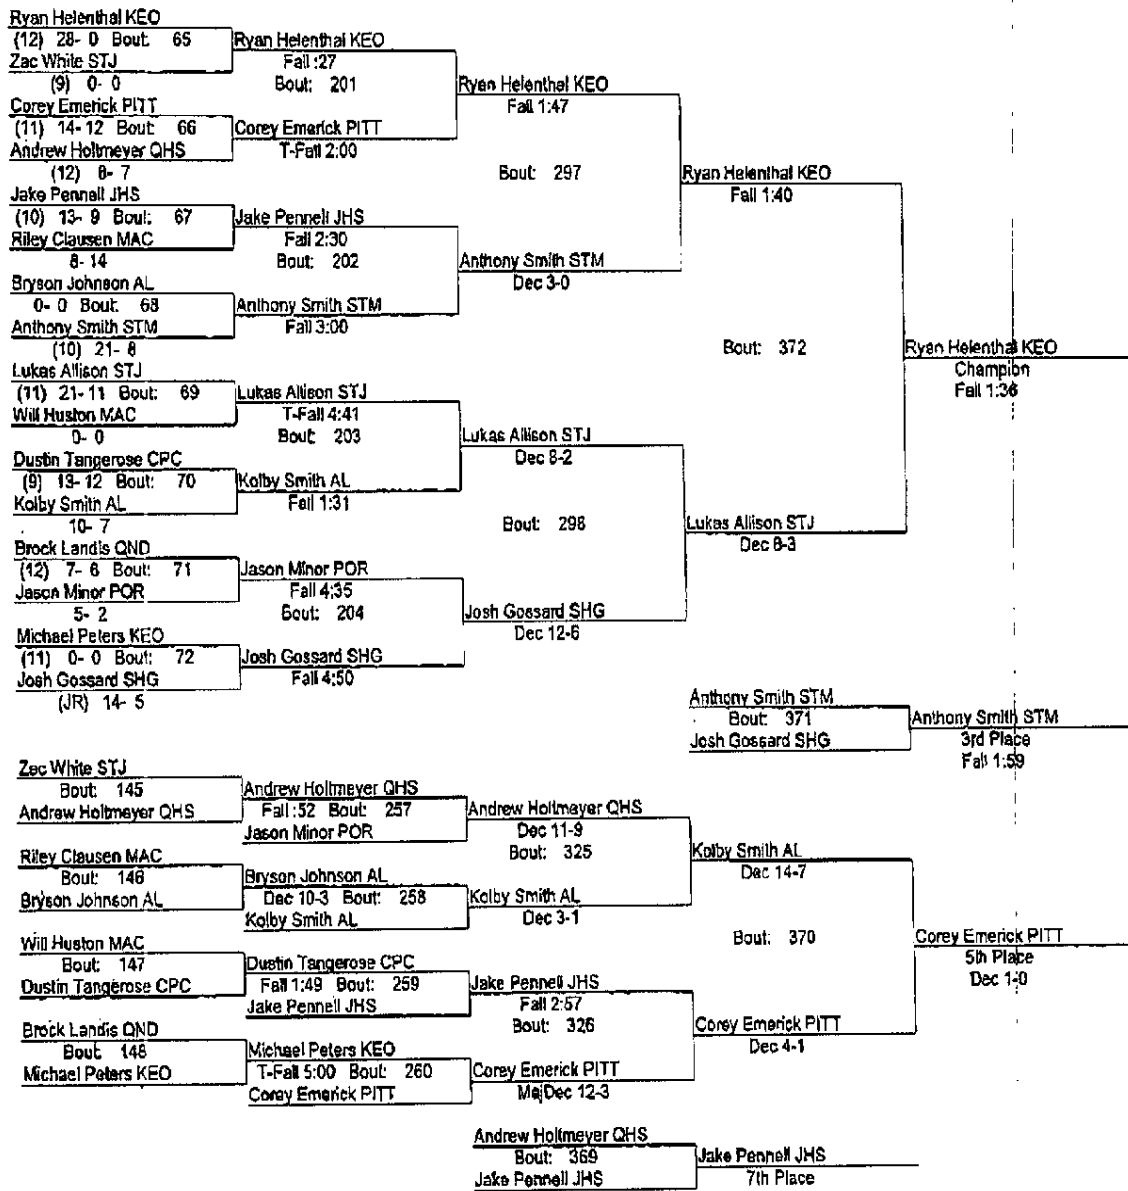 Ryan Helenthal KEO
(12) 28- 0 Bout: 65
Zac White STJ
(9) 0- 0
Corey Emerick PITT
(11) 14- 12 Bout: 66
Andrew Holtmeyer QHS
(12) 8- 7
Jake Pennell JHS
(10) 13- 9 Bout: 67
Riley Clausen MAC
8- 14
Bryson Johnson AL
0- 0 Bout: 68
Anthony Smith STM
(10) 21- 8
Lukas Allison STJ
(11) 21- 11 Bout: 69
Will Huston MAC
0- 0
Dustin Tangerose CPC
(9) 13- 12 Bout: 70
Kolby Smith AL
10- 7
Brock Landis QND
(12) 7- 6 Bout: 71
Jason Minor POR
5- 2
Michael Peters KEO
(11) 0- 0 Bout: 72
Josh Gossard SHG
(JR) 14- 5
Ryan Helenthal KEO
Fall :27
Bout: 201
Corey Emerick PITT
T-Fall 2:00
Jake Pennell JHS
Fall 2:30
Bout: 202
Anthony Smith STM
Fall 3:00
Lukas Allison STJ
T-Fall 4:41
Bout: 203
Kolby Smith AL
Fall 1:31
Jason Minor POR
Fall 4:35
Bout: 204
Josh Gossard SHG
Fall 4:50
Ryan Helenthal KEO
Fall 1:47
Bout: 297
Anthony Smith STM
Dec 3-0
Lukas Allison STJ
Dec 8-2
Bout: 298
Josh Gossard SHG
Dec 12-6
Ryan Helenthal KEO
Fall 1:40
Bout: 372
Lukas Allison STJ
Dec 8-3
Ryan Helenthal KEO
Champion
Fall 1:36
Anthony Smith STM
Bout: 371
Josh Gossard SHG
Anthony Smith STM
3rd Place
Fall 1:59
Zac White STJ
Bout: 145
Andrew Holtmeyer QHS
Riley Clausen MAC
Bout: 146
Bryson Johnson AL
Will Huston MAC
Bout: 147
Dustin Tangerose CPC
Brock Landis QND
Bout: 148
Michael Peters KEO
Andrew Holtmeyer QHS
Fall :52 Bout: 257
Jason Minor POR
Bryson Johnson AL
Dec 10-3 Bout: 258
Kolby Smith AL
Dustin Tangerose CPC
Fall 1:49 Bout: 259
Jake Pennell JHS
Michael Peters KEO
T-Fall 5:00 Bout: 260
Corey Emerick PITT
Andrew Holtmeyer QHS
Dec 11-9
Bout: 325
Kolby Smith AL
Dec 3-1
Jake Pennell JHS
Fall 2:57
Bout: 326
Corey Emerick PITT
MajDec 12-3
Kolby Smith AL
Dec 14-7
Bout: 370
Corey Emerick PITT
Dec 4-1
Corey Emerick PITT
5th Place
Dec 1-0
Andrew Holtmeyer QHS
Bout: 369
Jake Pennell JHS
Jake Pennell JHS
7th Place